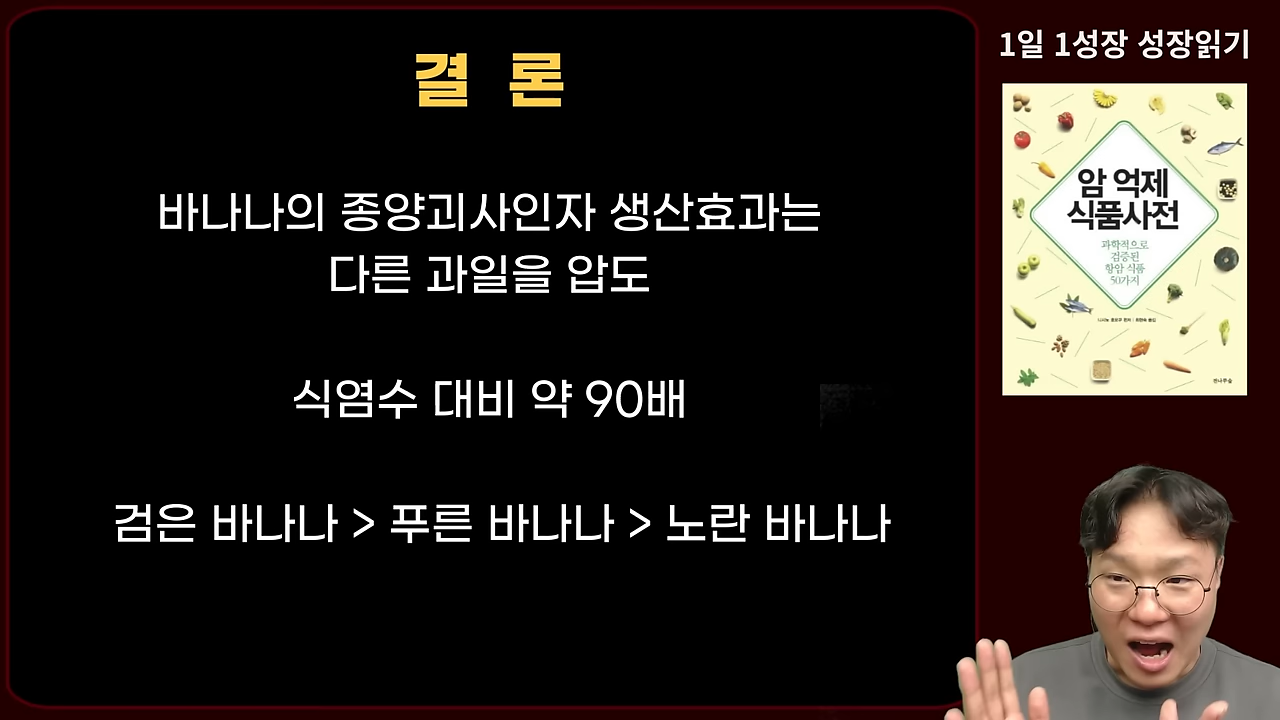 결 론
바나나의 종양괴사인자 생산효과는
다른 과일을 압도
식염수 대비 약 90배
검은 바나나 > 푸른 바나나 > 노란 바나나
1일 1성장 성장읽기
암 억제
식품사전
과학적으로
검증된
항암 식품
50가지
전나무숲